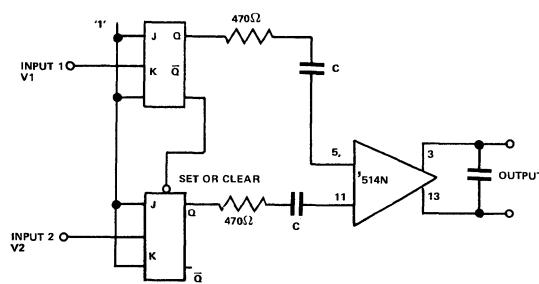 '1'
470Ω
J Q
INPUT 1
V1
K Q̅
C
5,
3
'514N
OUTPUT
SET OR CLEAR
11
13
J Q
470Ω
C
INPUT 2
V2
K
Q̅